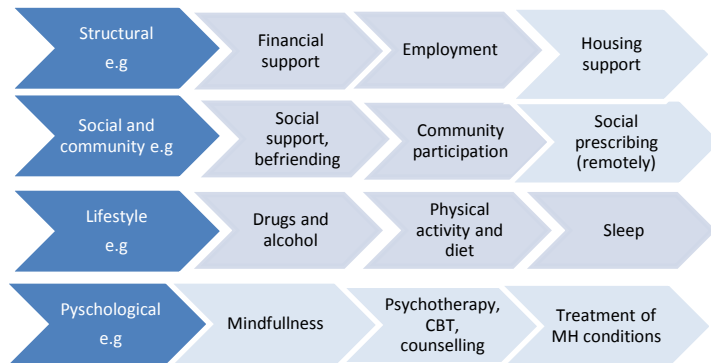 Structural
e.g
Financial
support
Employment
Housing
support
Social and
community e.g
Social
support,
befriending
Community
participation
Social
prescribing
(remotely)
Lifestyle
e.g
Drugs and
alcohol
Physical
activity and
diet
Sleep
Pyschological
e.g
Mindfullness
Psychotherapy,
CBT,
counselling
Treatment of
MH conditions